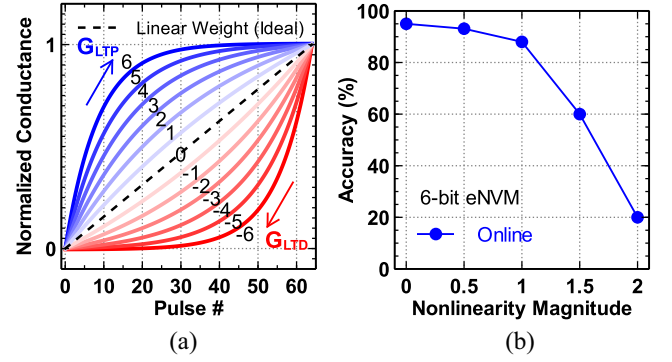 Linear Weight (Ideal)
G_LTP
6
5
4
3
2
1
0
-1
-2
-3
-4
-5
-6
G_LTD
1
0
0 10 20 30 40 50 60
Normalized Conductance
Pulse #
(a)
100
80
60
40
20
0
0 0.5 1 1.5 2
Accuracy (%)
6-bit eNVM
Online
Nonlinearity Magnitude
(b)